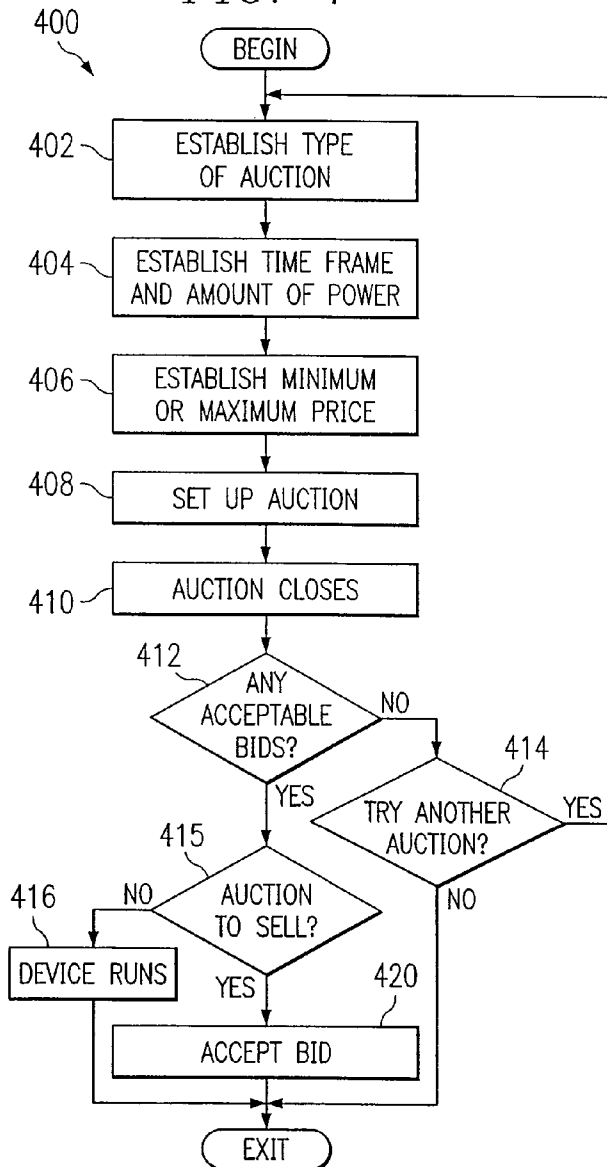 FIG. 4
400
BEGIN
402
ESTABLISH TYPE
OF AUCTION
404
ESTABLISH TIME FRAME
AND AMOUNT OF POWER
406
ESTABLISH MINIMUM
OR MAXIMUM PRICE
408
SET UP AUCTION
410
AUCTION CLOSES
412
ANY
ACCEPTABLE
BIDS?
NO
414
YES
TRY ANOTHER
AUCTION?
YES
415
NO
AUCTION
TO SELL?
NO
416
DEVICE RUNS
YES
420
ACCEPT BID
EXIT